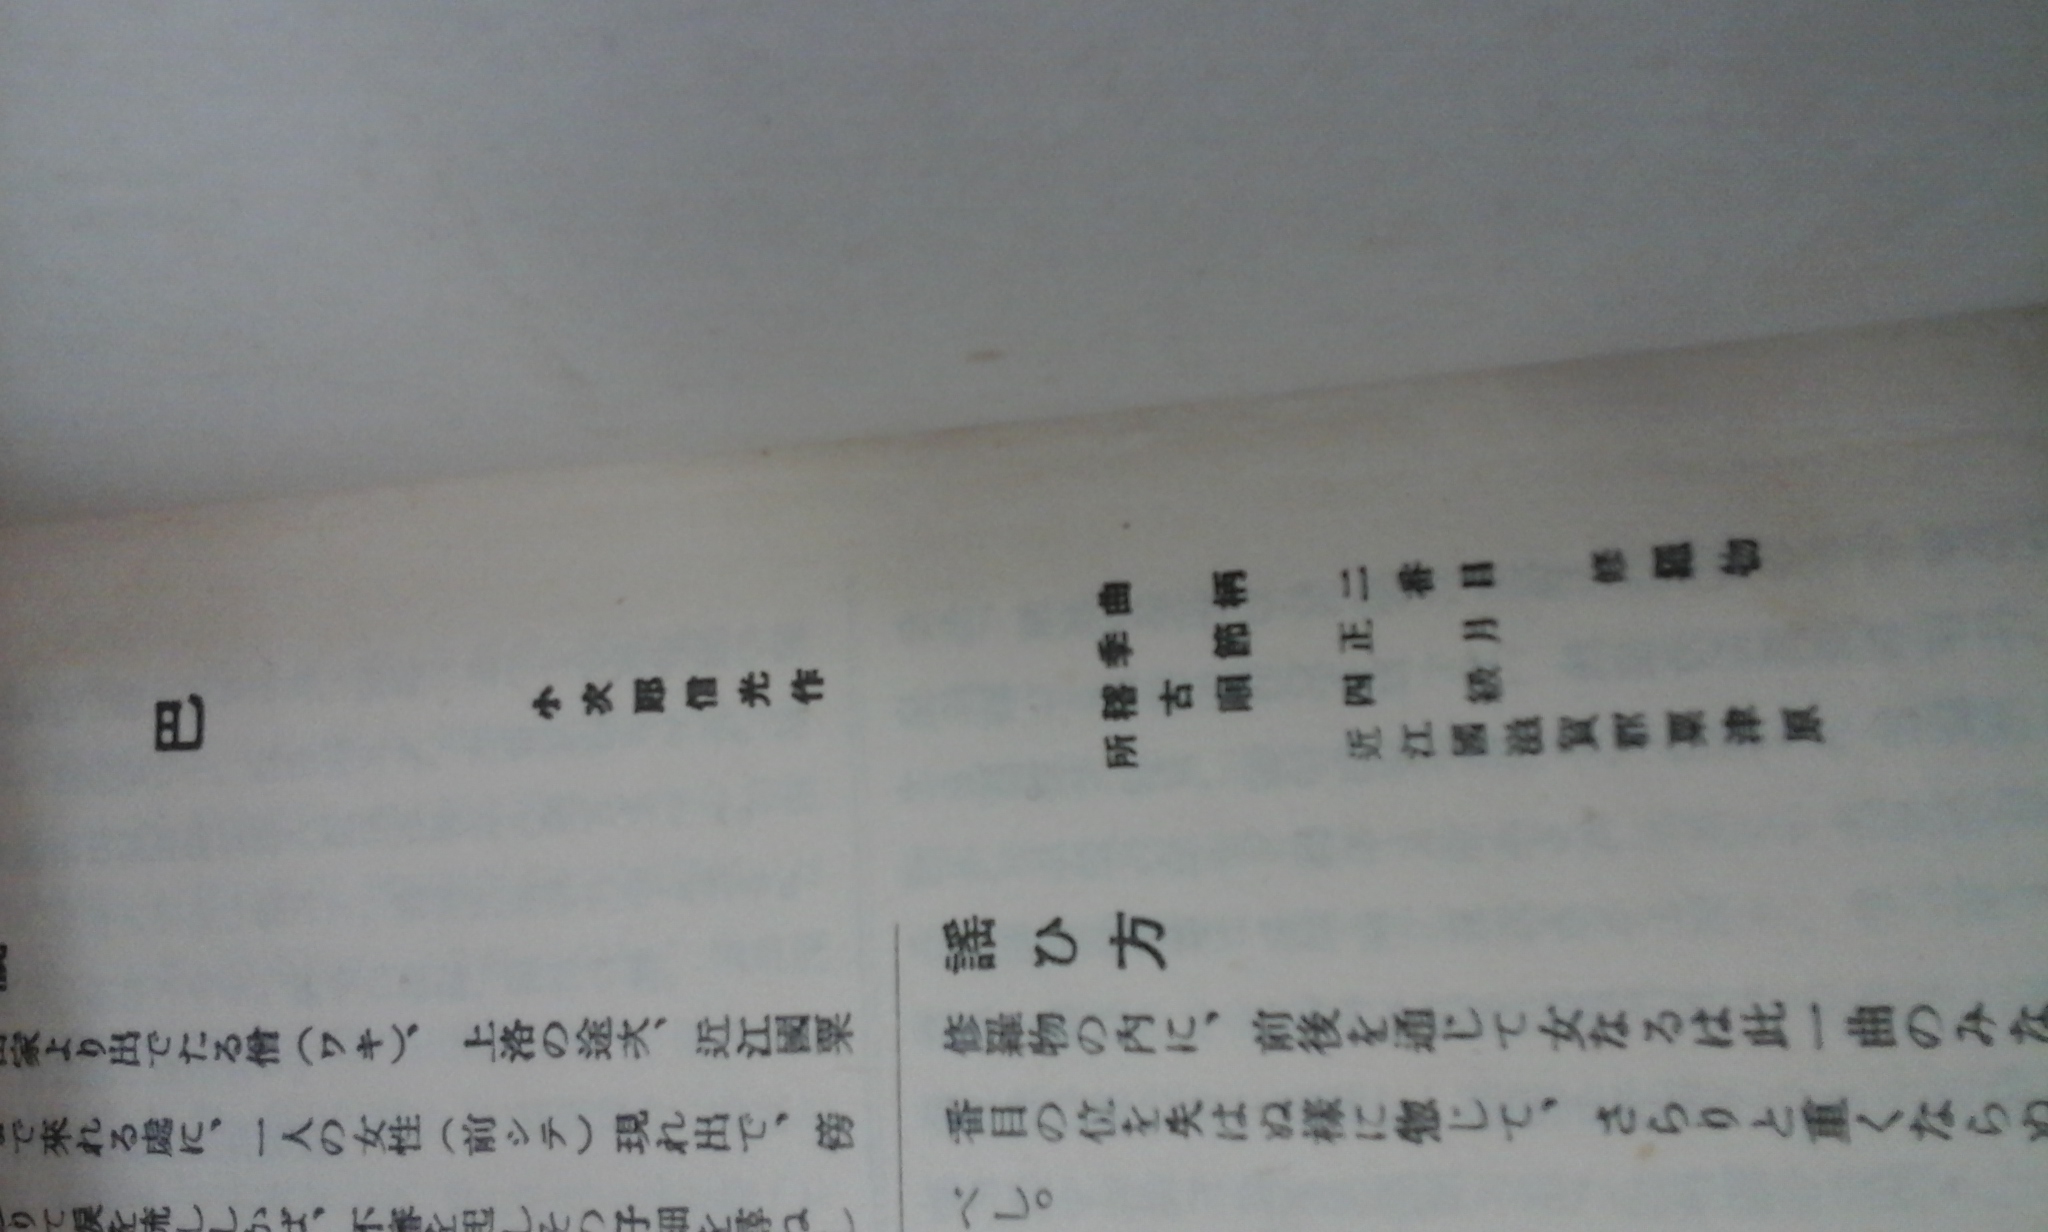 巴
小次郎信光作
曲柄 二番目 修羅物
季節 正月
稽古順 四級
所 近江國滋賀郡粟津原
家より出でたる僧（ワキ）、上洛の途次、近江國粟
で來れる處に、一人の女性（前シテ）現れ出で、傍
りて涙を流ししかば、不審を起しその子細を尋ねし
謡ひ方
修羅物の内に、前後を通じて女なるは此一曲のみな
番目の位を失はぬ樣に惣じて、さらりと重くならぬ
べし。